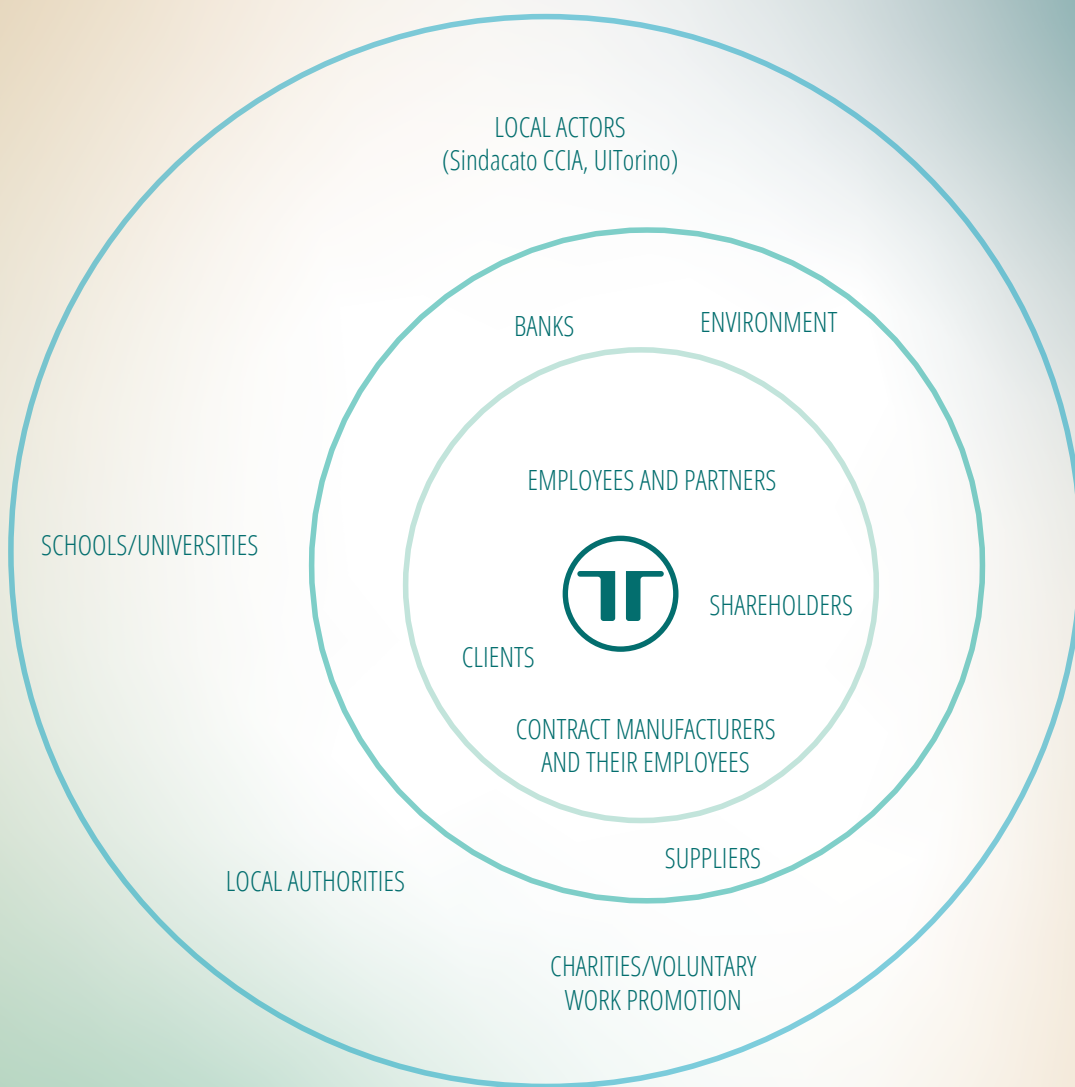 LOCAL ACTORS
(Sindacato CCIA, UITorino)
BANKS
ENVIRONMENT
EMPLOYEES AND PARTNERS
SCHOOLS/UNIVERSITIES
SHAREHOLDERS
CLIENTS
CONTRACT MANUFACTURERS
AND THEIR EMPLOYEES
SUPPLIERS
LOCAL AUTHORITIES
CHARITIES/VOLUNTARY
WORK PROMOTION